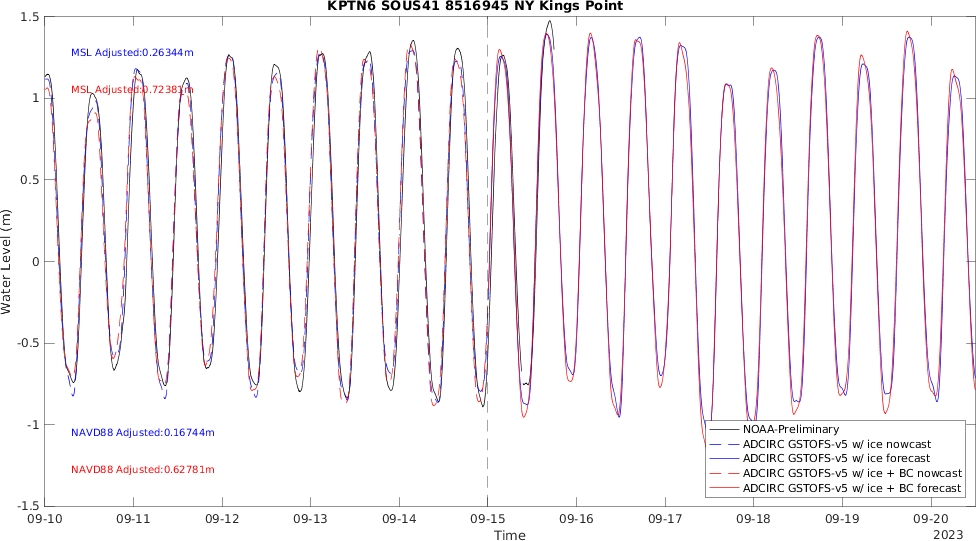 KPTN6 SOUS41 8516945 NY Kings Point
1.5
1
0.5
0
-0.5
-1
-1.5
Water Level (m)
MSL Adjusted:0.26344m
MSL Adjusted:0.72381m
NAVD88 Adjusted:0.16744m
NAVD88 Adjusted:0.62781m
NOAA-Preliminary
ADCIRC GSTOFS-v5 w/ ice nowcast
ADCIRC GSTOFS-v5 w/ ice forecast
ADCIRC GSTOFS-v5 w/ ice + BC nowcast
ADCIRC GSTOFS-v5 w/ ice + BC forecast
09-10 09-11 09-12 09-13 09-14 09-15 09-16 09-17 09-18 09-19 09-20
Time
2023